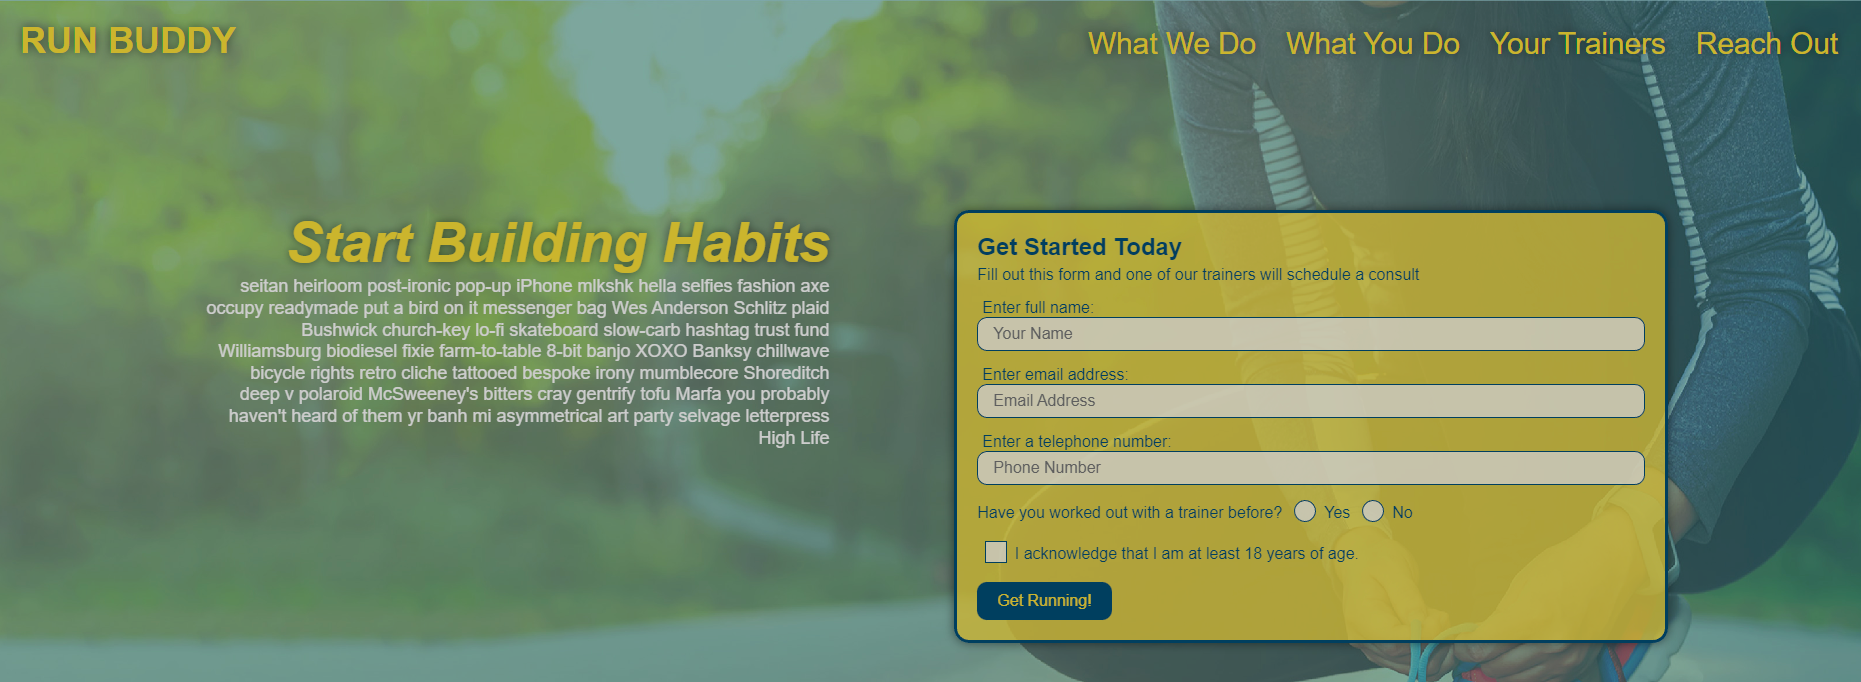 RUN BUDDY
What We Do What You Do Your Trainers Reach Out
Start Building Habits
seitan heirloom post-ironic pop-up iPhone mlkshk hella selfies fashion axe
occupy readymade put a bird on it messenger bag Wes Anderson Schlitz plaid
Bushwick church-key lo-fi skateboard slow-carb hashtag trust fund
Williamsburg biodiesel fixie farm-to-table 8-bit banjo XOXO Banksy chillwave
bicycle rights retro cliche tattooed bespoke irony mumblecore Shoreditch
deep v polaroid McSweeney's bitters cray gentrify tofu Marfa you probably
haven't heard of them yr banh mi asymmetrical art party selvage letterpress
High Life
Get Started Today
Fill out this form and one of our trainers will schedule a consult
Enter full name:
Your Name
Enter email address:
Email Address
Enter a telephone number:
Phone Number
Have you worked out with a trainer before? Yes No
I acknowledge that I am at least 18 years of age.
Get Running!